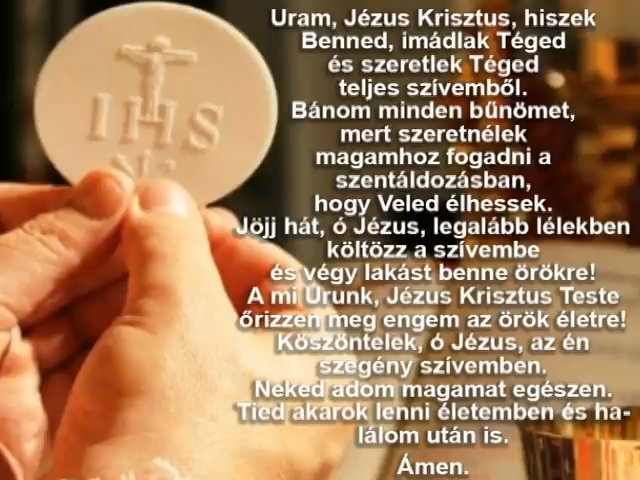 IHS
Uram, Jézus Krisztus, hiszek
Benned, imádlak Téged
és szeretlek Téged
teljes szívemből.
Bánom minden bűnömet,
mert szeretnélek
magamhoz fogadni a
szentáldozásban,
hogy Veled élhessek.
Jöjj hát, ó Jézus, legalább lélekben
költözz a szívembe
és végy lakást benne örökre!
A mi Urunk, Jézus Krisztus Teste
őrizzen meg engem az örök életre!
Köszöntelek, ó Jézus, az én
szegény szívemben.
Neked adom magamat egészen.
Tied akarok lenni életemben és ha-
lálom után is.
Ámen.